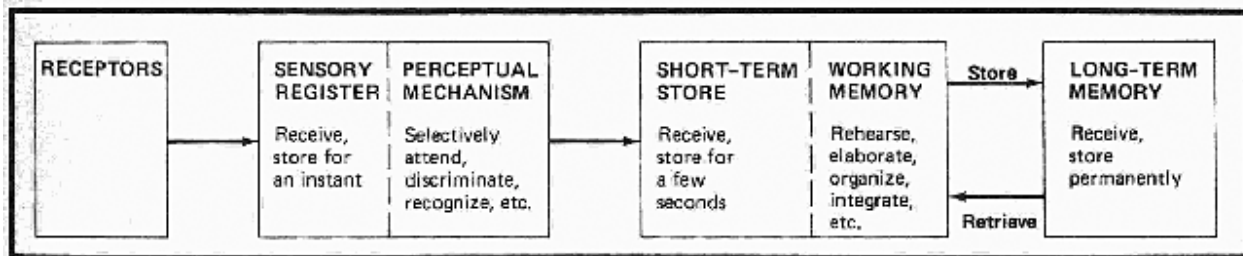 RECEPTORS
SENSORY
REGISTER
Receive,
store for
an instant
PERCEPTUAL
MECHANISM
Selectively
attend,
discriminate,
recognize, etc.
SHORT-TERM
STORE
Receive,
store for
a few
seconds
WORKING
MEMORY
Rehearse,
elaborate,
organize,
integrate,
etc.
Store
Retrieve
LONG-TERM
MEMORY
Receive,
store
permanently